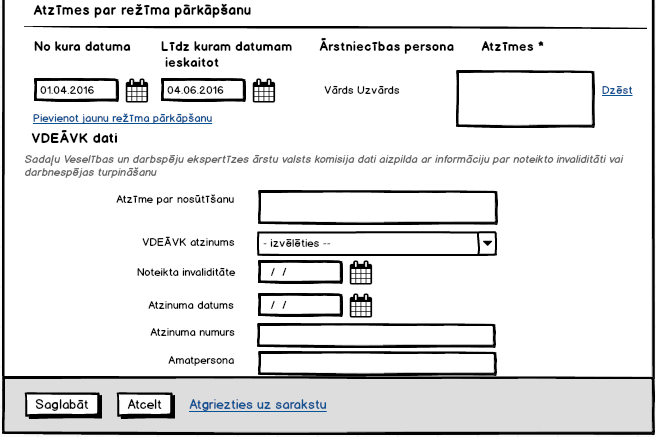 Atzīmes par režīma pārkāpšanu
No kura datuma Līdz kuram datumam Ārstniecības persona Atzīmes *
ieskaitot
01.04.2016 04.06.2016 Vārds Uzvārds Dzēst
Pievienot jaunu režīma pārkāpšanu
VDEĀVK dati
Sadaļu Veselības un darbspēju ekspertīzes ārstu valsts komisija dati aizpilda ar informāciju par noteikto invaliditāti vai
darbnespējas turpināšanu
Atzīme par nosūtīšanu
VDEĀVK atzinums - izvēlēties --
Noteikta invaliditāte / /
Atzinuma datums / /
Atzinuma numurs
Amatpersona
Saglabāt Atcelt Atgriezties uz sarakstu